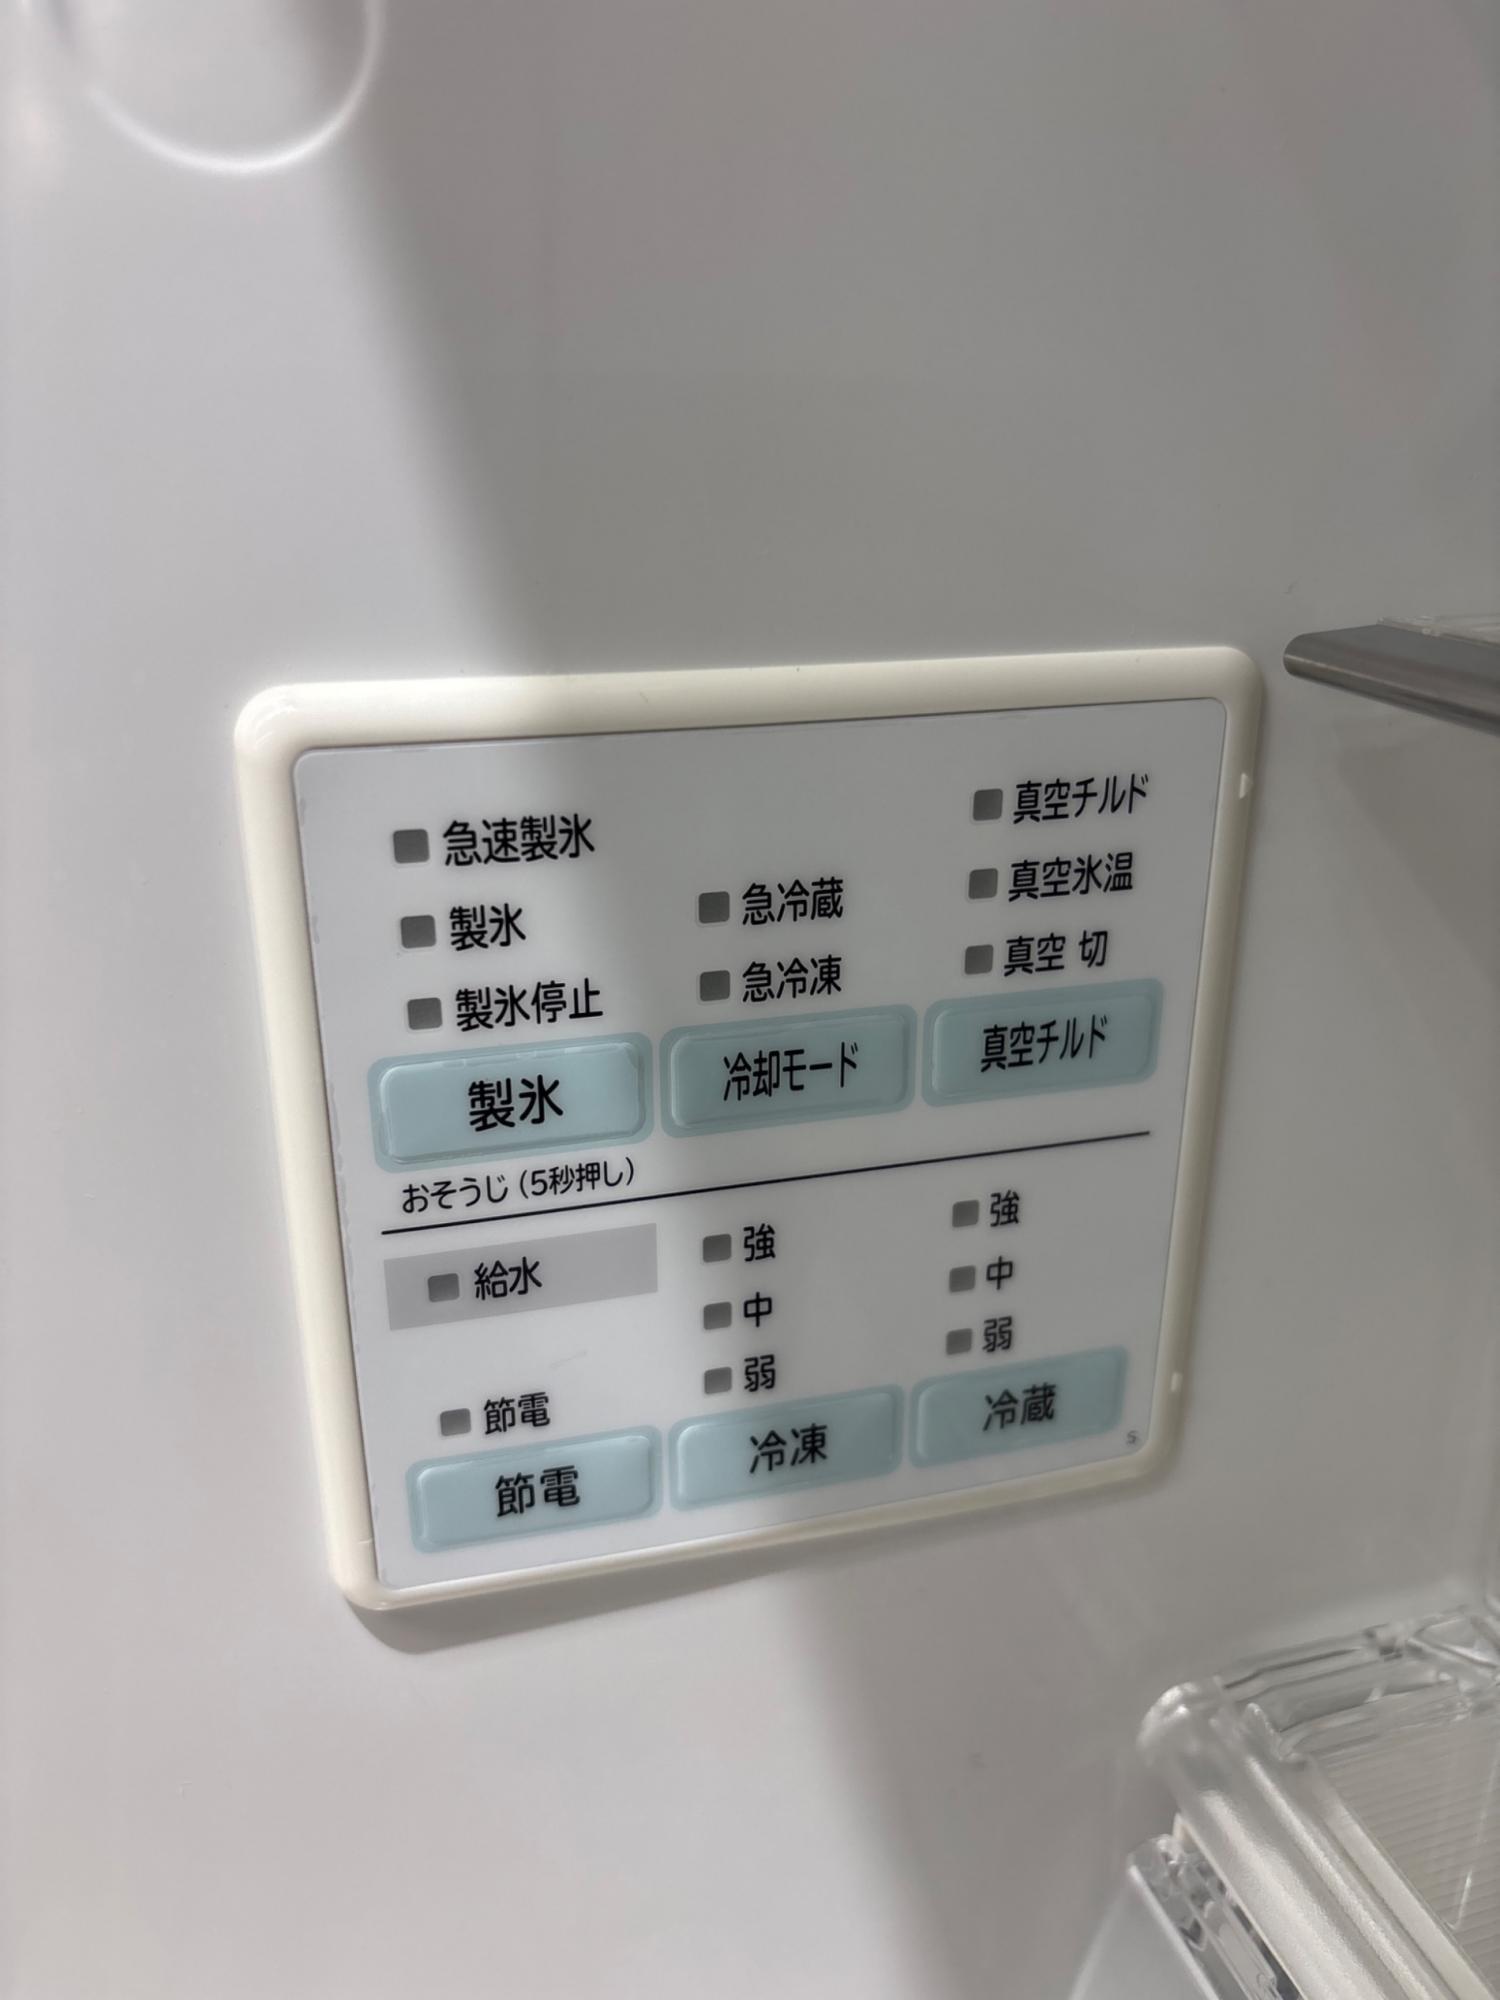 急速製氷
製氷
製氷停止
製氷
おそうじ（5秒押し）
急冷蔵
急冷凍
冷却モード
真空チルド
真空氷温
真空 切
真空チルド
給水
節電
節電
強
中
弱
冷凍
強
中
弱
冷蔵
S